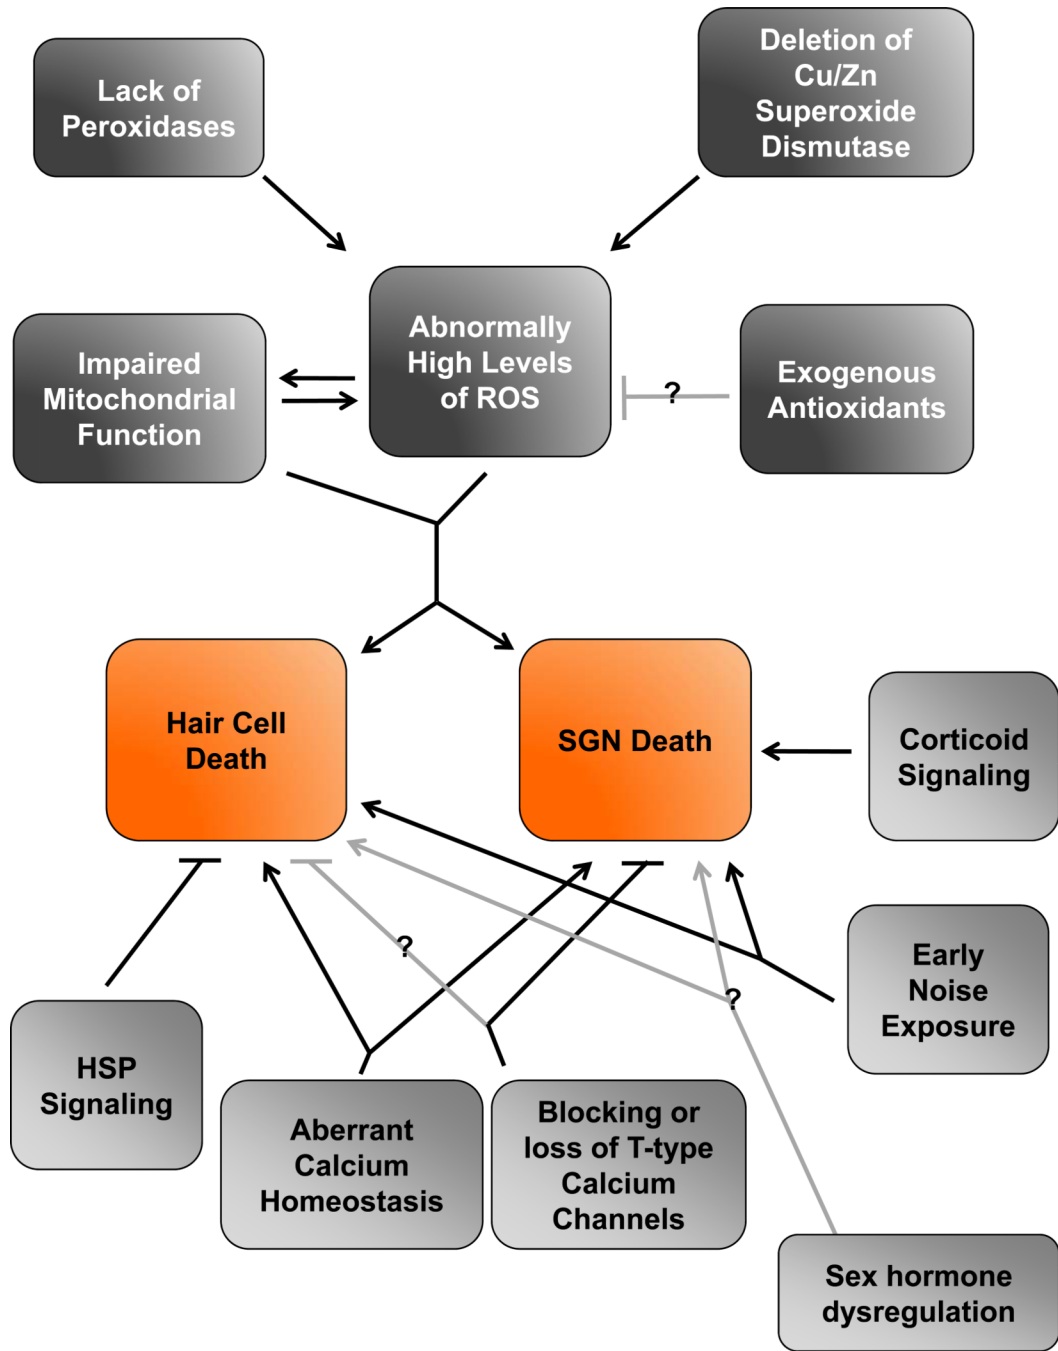 Lack of
Peroxidases
Deletion of
Cu/Zn
Superoxide
Dismutase
Impaired
Mitochondrial
Function
Abnormally
High Levels
of ROS
?
Exogenous
Antioxidants
Hair Cell
Death
SGN Death
Corticoid
Signaling
?
?
Early
Noise
Exposure
HSP
Signaling
Aberrant
Calcium
Homeostasis
Blocking or
loss of T-type
Calcium
Channels
Sex hormone
dysregulation